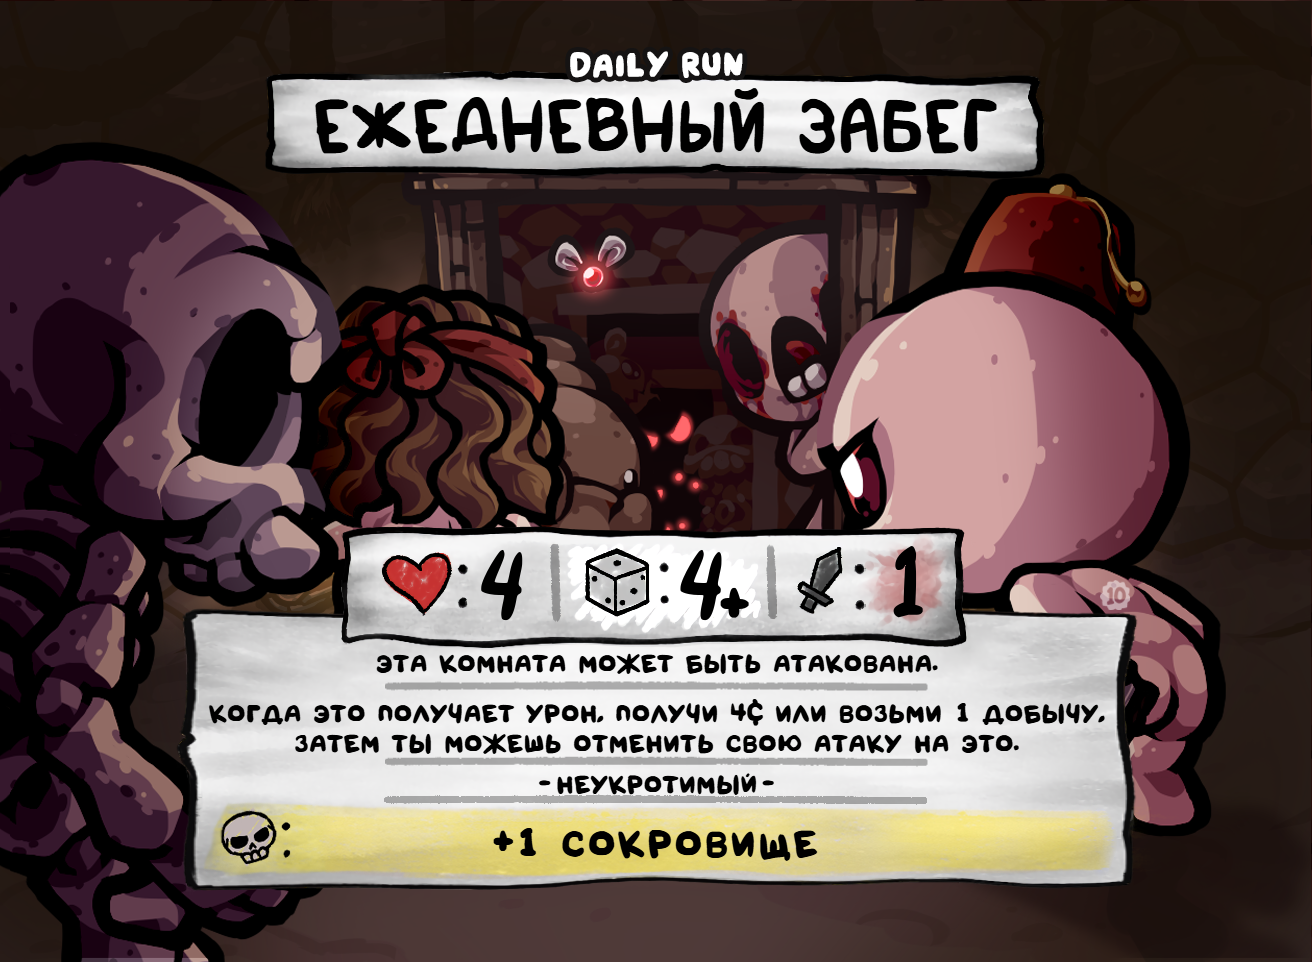 DAILY RUN
ЕЖЕДНЕВНЫЙ ЗАБЕГ
:4 :4+ :1
10
ЭТА КОМНАТА МОЖЕТ БЫТЬ АТАКОВАНА.
КОГДА ЭТО ПОЛУЧАЕТ УРОН, ПОЛУЧИ 4¢ ИЛИ ВОЗЬМИ 1 ДОБЫЧУ.
ЗАТЕМ ТЫ МОЖЕШЬ ОТМЕНИТЬ СВОЮ АТАКУ НА ЭТО.
-НЕУКРОТИМЫЙ-
: +1 СОКРОВИЩЕ